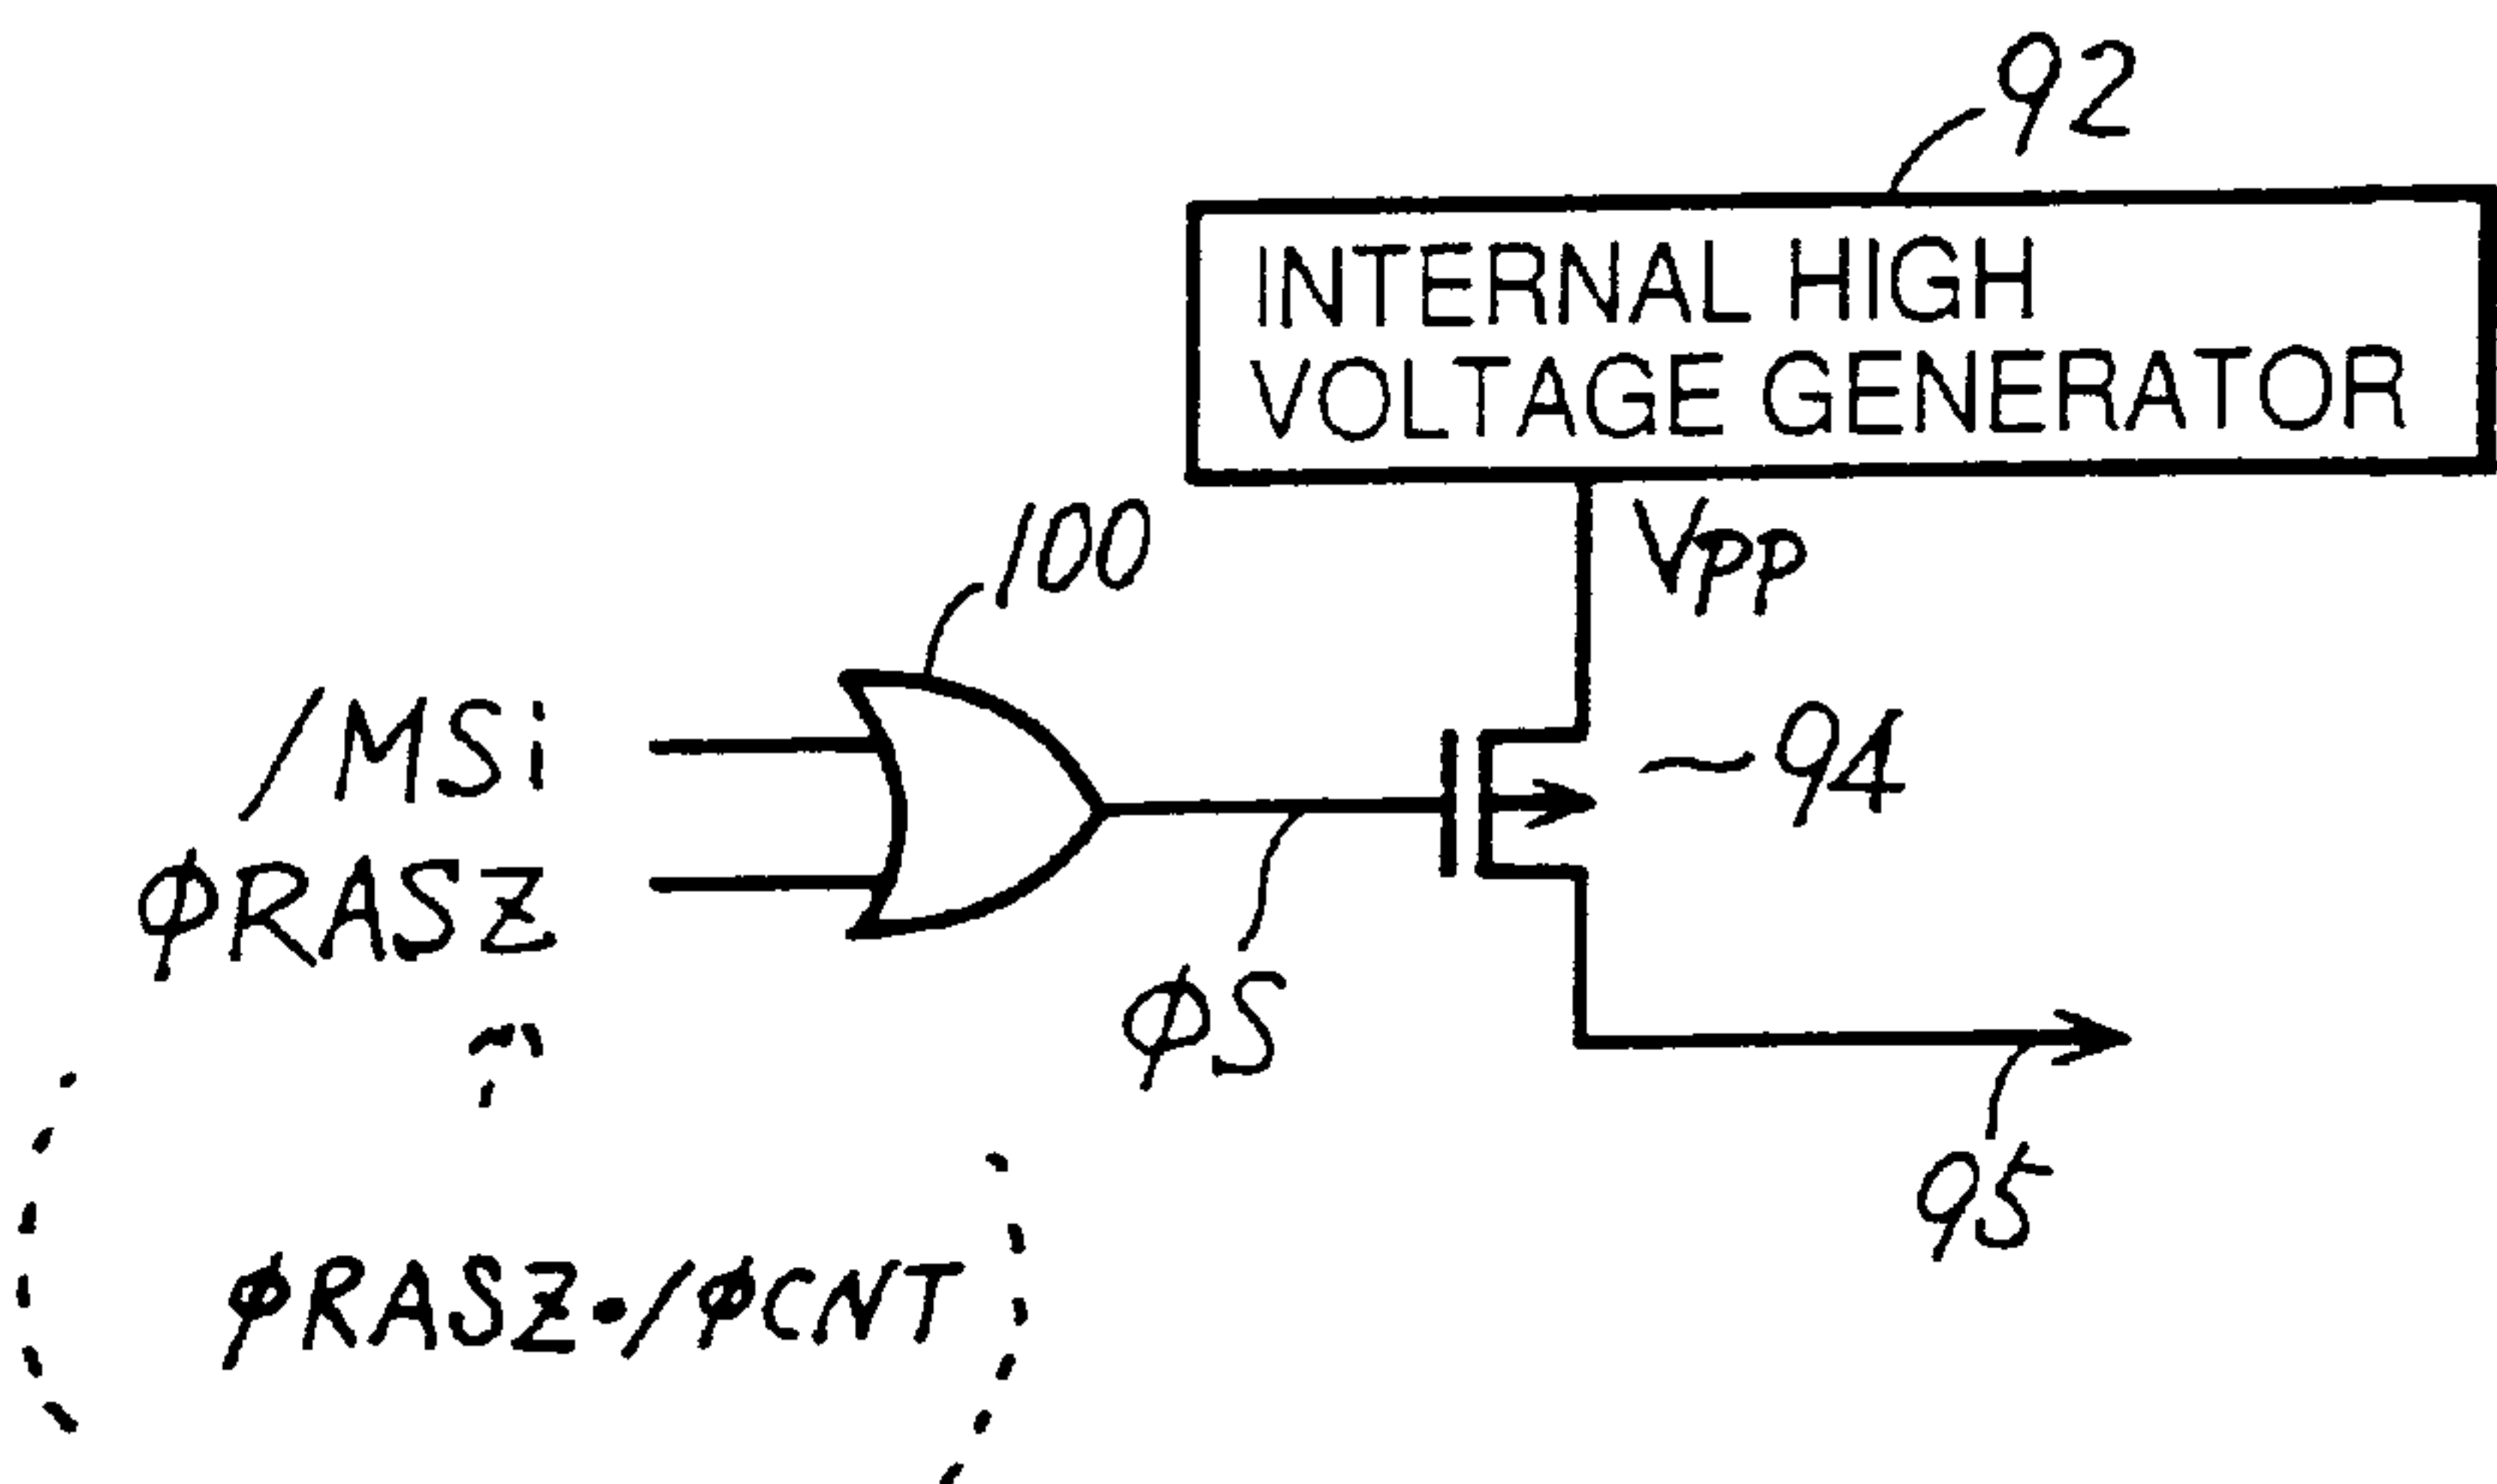 92
INTERNAL HIGH
VOLTAGE GENERATOR
100
VPP
/MSi
94
ϕRASZ
ϕS
95
ϕRASZ•/ϕCNT